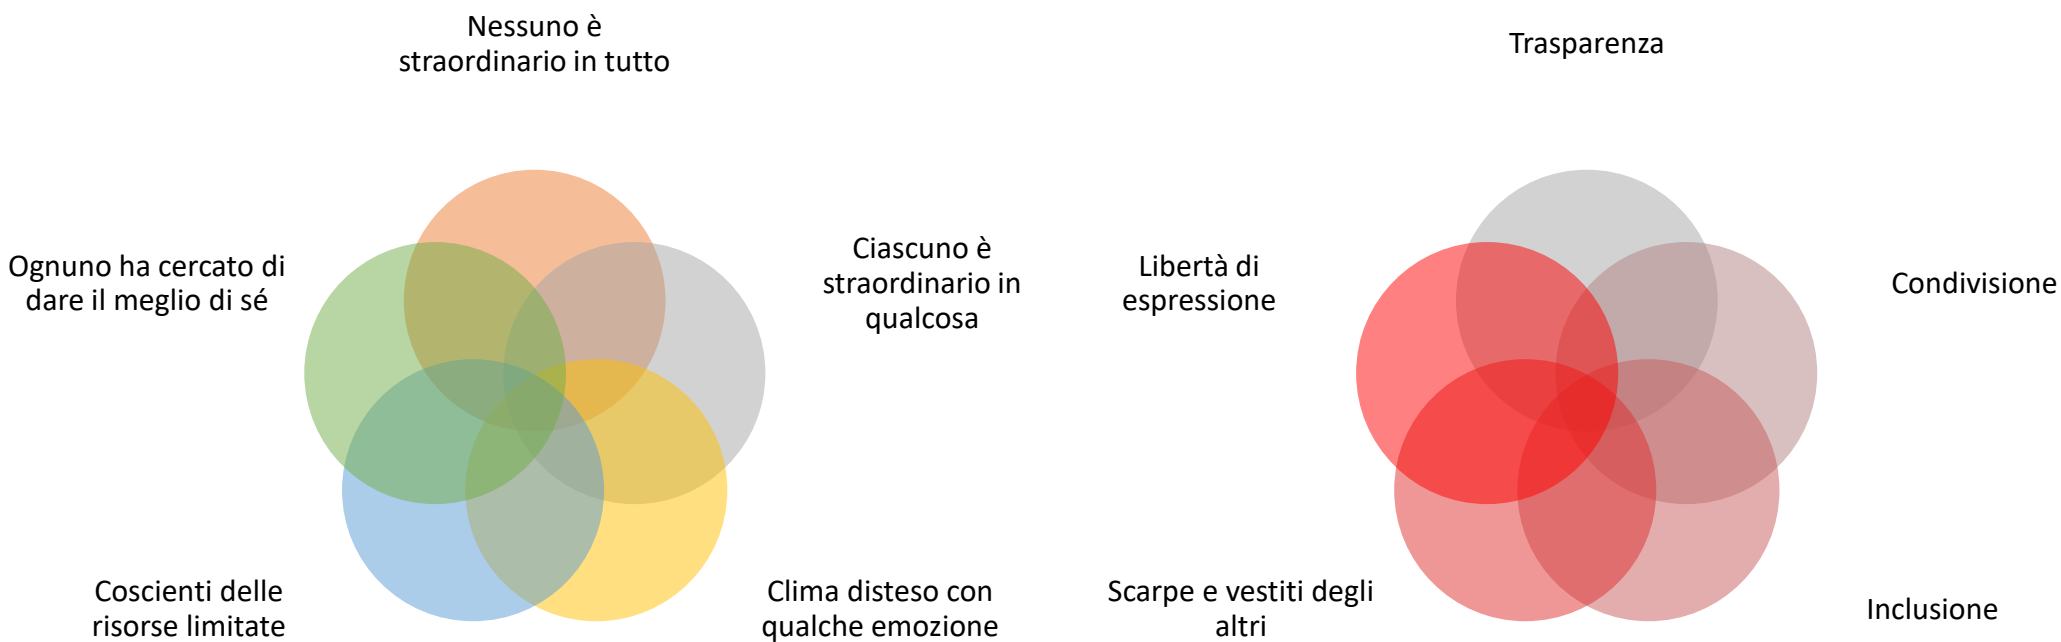 Nessuno è
straordinario in tutto
Ciascuno è
straordinario in
qualcosa
Clima disteso con
qualche emozione
Coscienti delle
risorse limitate
Ognuno ha cercato di
dare il meglio di sé
Trasparenza
Condivisione
Inclusione
Scarpe e vestiti degli
altri
Libertà di
espressione